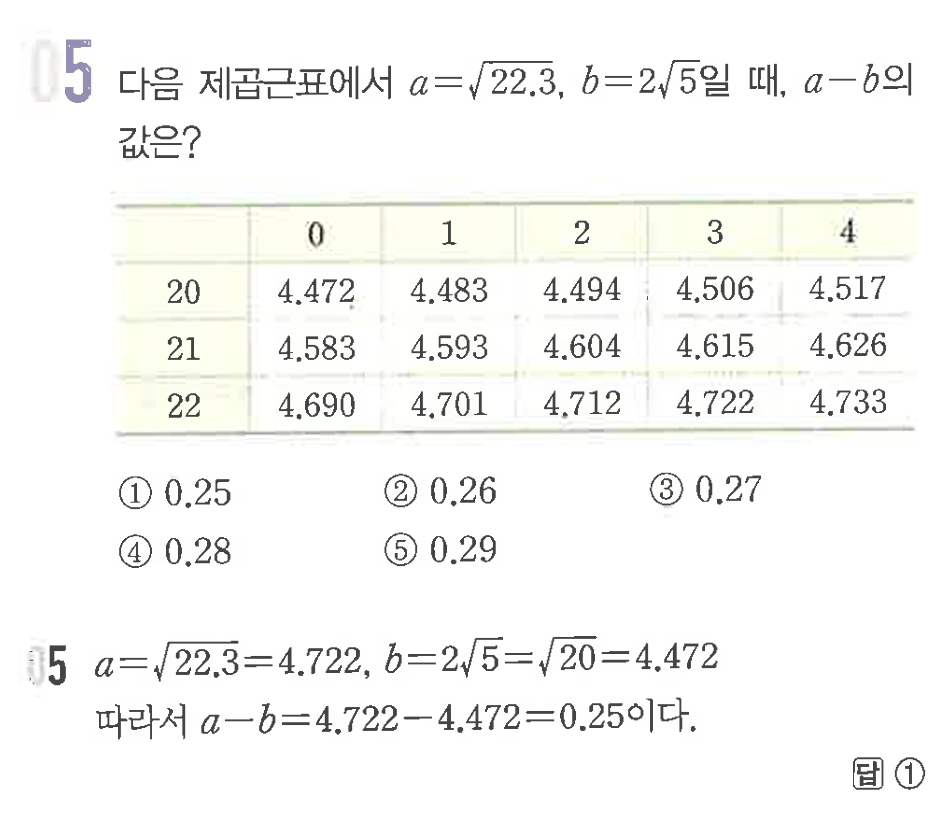 05 다음 제곱근표에서 a=√22.3, b=2√5일 때, a-b의
값은?
0 1 2 3 4
20 4.472 4.483 4.494 4.506 4.517
21 4.583 4.593 4.604 4.615 4.626
22 4.690 4.701 4.712 4.722 4.733
① 0.25 ② 0.26 ③ 0.27
④ 0.28 ⑤ 0.29
05 a=√22.3=4.722, b=2√5=√20=4.472
따라서 a-b=4.722-4.472=0.25이다.
답 ①